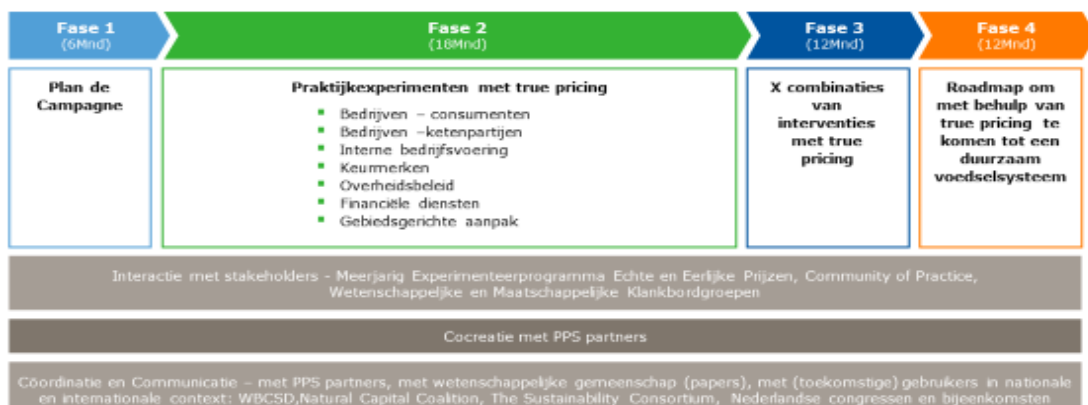 Fase 1
(6Mnd)
Fase 2
(18Mnd)
Fase 3
(12Mnd)
Fase 4
(12Mnd)
Plan de
Campagne
Praktijkexperimenten met true pricing
▪ Bedrijven – consumenten
▪ Bedrijven –ketenpartijen
▪ Interne bedrijfsvoering
▪ Keurmerken
▪ Overheidsbeleid
▪ Financiële diensten
▪ Gebiedsgerichte aanpak
X combinaties
van
interventies
met true
pricing
Roadmap om
met behulp van
true pricing te
komen tot een
duurzaam
voedselsysteem
Interactie met stakeholders - Meerjarig Experimenteerprogramma Echte en Eerlijke Prijzen, Community of Practice,
Wetenschappelijke en Maatschappelijke Klankbordgroepen
Cocreatie met PPS partners
Coördinatie en Communicatie – met PPS partners, met wetenschappelijke gemeenschap (papers), met (toekomstige) gebruikers in nationale
en internationale context: WBCSD,Natural Capital Coalition, The Sustainability Consortium, Nederlandse congressen en bijeenkomsten